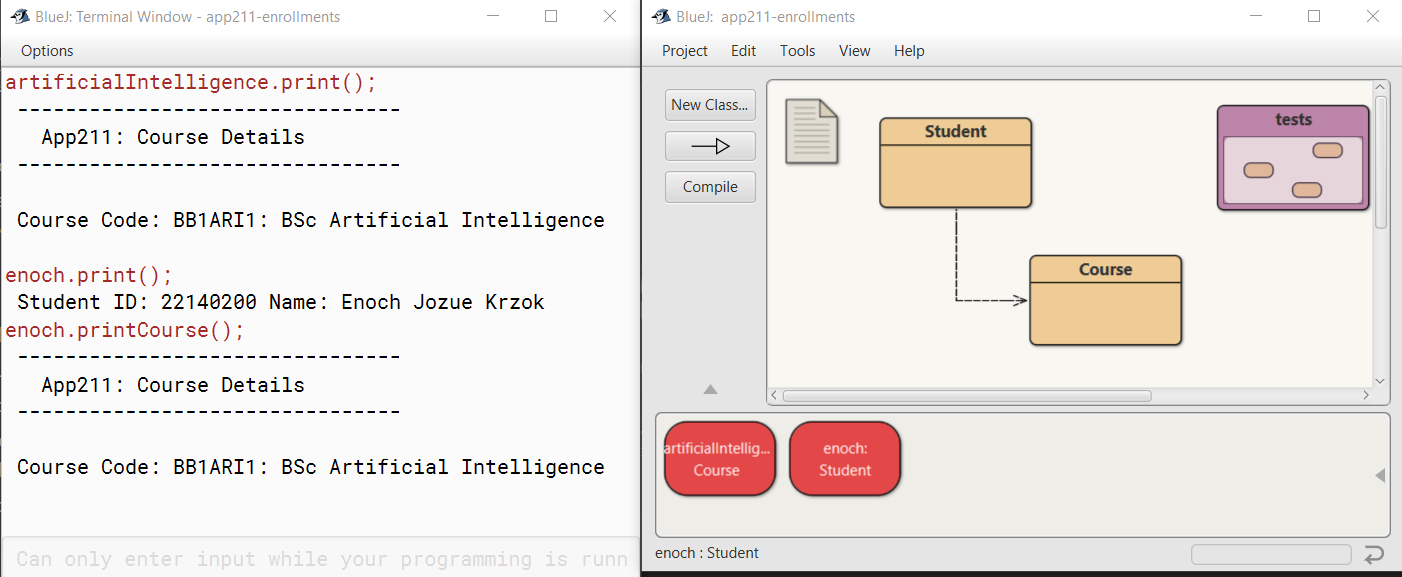 BlueJ: Terminal Window - app211-enrollments
Options
artificialIntelligence.print();
--------------------------------
App211: Course Details
--------------------------------
Course Code: BB1ARI1: BSc Artificial Intelligence
enoch.print();
Student ID: 22140200 Name: Enoch Jozue Krzok
enoch.printCourse();
--------------------------------
App211: Course Details
--------------------------------
Course Code: BB1ARI1: BSc Artificial Intelligence
Can only enter input while your programming is runn
BlueJ: app211-enrollments
Project Edit Tools View Help
New Class...
Compile
Student
tests
Course
artificialIntellig...
Course
enoch:
Student
enoch : Student